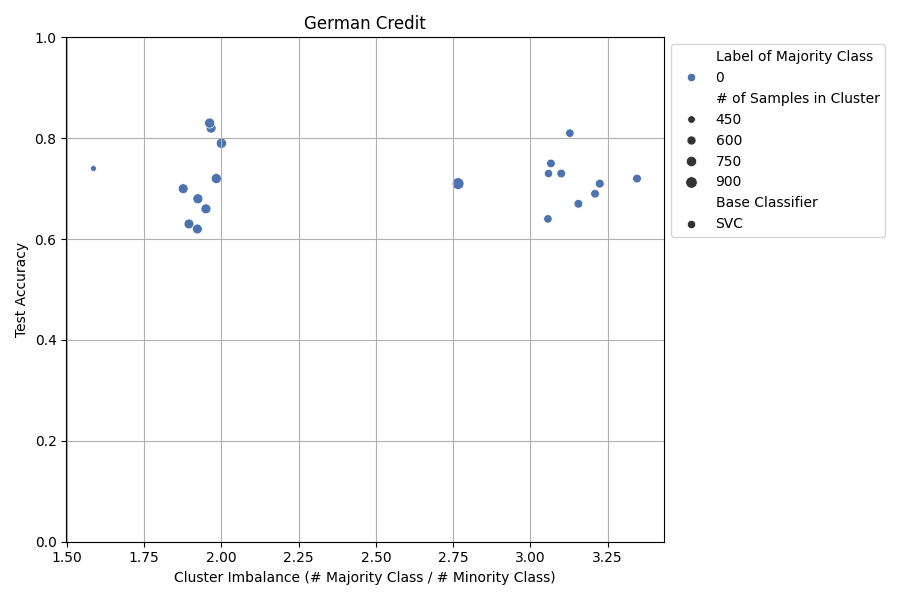 German Credit
1.0
0.8
0.6
0.4
0.2
0.0
Test Accuracy
1.50 1.75 2.00 2.25 2.50 2.75 3.00 3.25
Cluster Imbalance (# Majority Class / # Minority Class)
Label of Majority Class
0
# of Samples in Cluster
450
600
750
900
Base Classifier
SVC